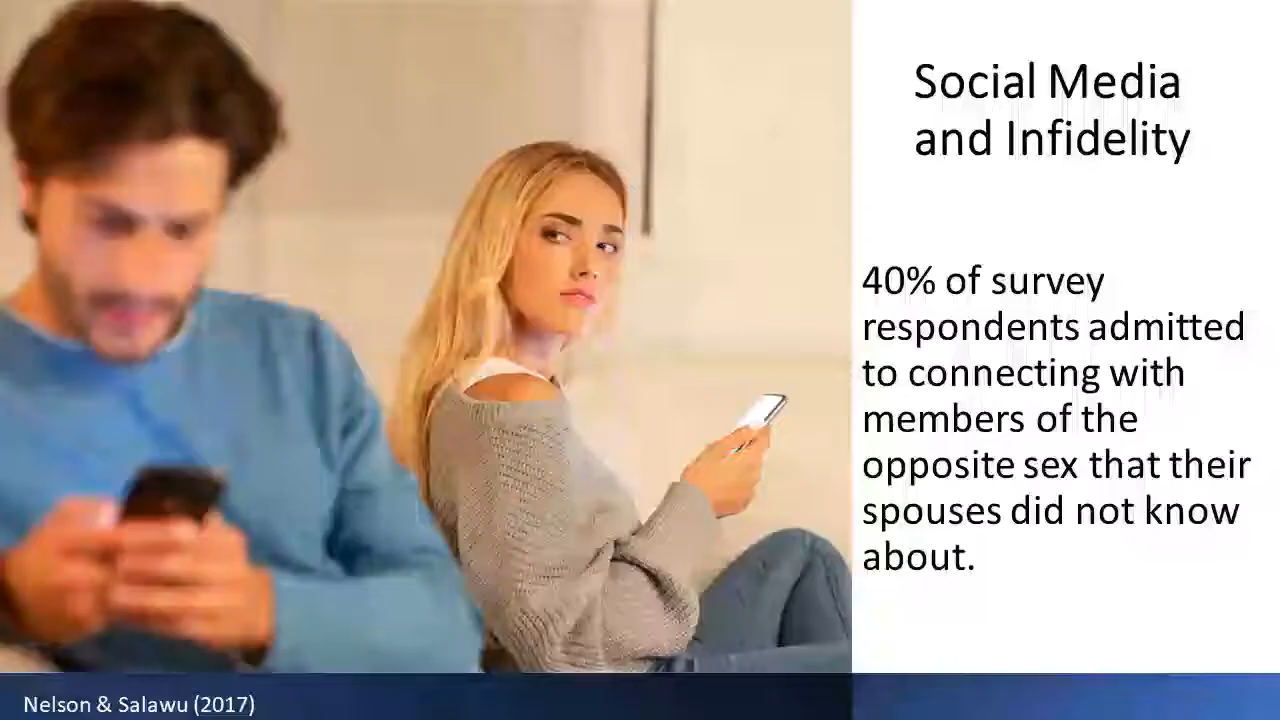 Social Media
and Infidelity
40% of survey
respondents admitted
to connecting with
members of the
opposite sex that their
spouses did not know
about.
Nelson & Salawu (2017)